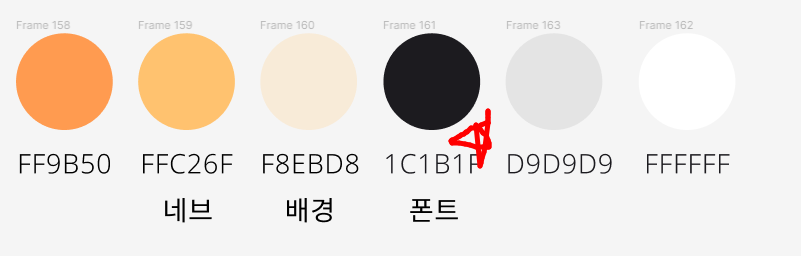 Frame 158
Frame 159
Frame 160
Frame 161
Frame 163
Frame 162
FF9B50
FFC26F
F8EBD8
1C1B1F
D9D9D9
FFFFFF
네브
배경
폰트